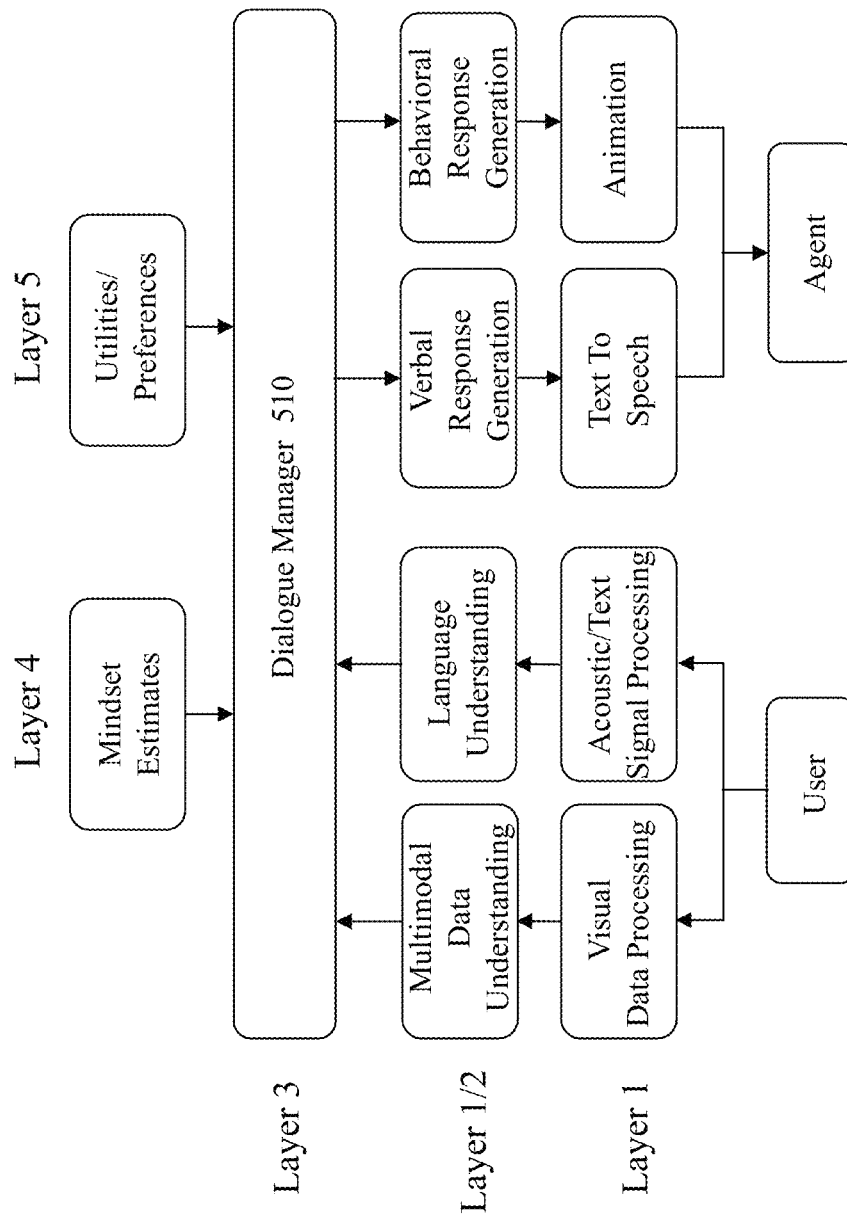 Layer 4
Layer 5
Mindset
Estimates
Utilities/
Preferences
Layer 3
Dialogue Manager 510
Layer 1/2
Multimodal
Data
Understanding
Language
Understanding
Verbal
Response
Generation
Behavioral
Response
Generation
Layer 1
Visual
Data Processing
Acoustic/Text
Signal Processing
Text To
Speech
Animation
User
Agent